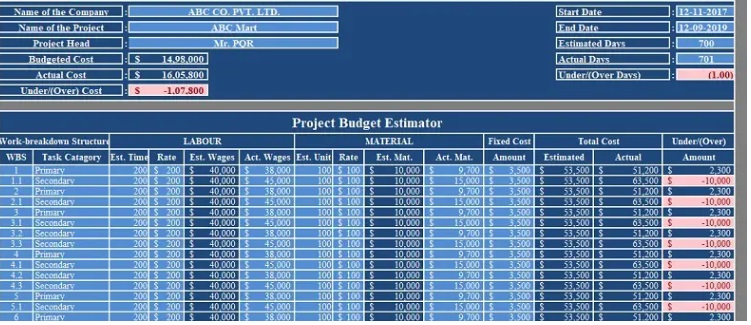 Name of the Company : ABC CO. PVT. LTD. Start Date : 12-11-2017
Name of the Project : ABC Mart End Date : 12-09-2019
Project Head : Mr. PQR Estimated Days : 700
Budgeted Cost : $ 14,98,000 Actual Days : 701
Actual Cost : $ 16,05,800 Under/(Over Days) : (1.00)
Under/(Over) Cost : $ -1,07,800
Project Budget Estimator
Work-breakdown Structure LABOUR MATERIAL Fixed Cost Total Cost Under/(Over)
WBS Task Catagory Est. Time Rate Est. Wages Act. Wages Est. Unit Rate Est. Mat. Act. Mat. Amount Estimated Actual Amount
1 Primary 200 $ 200 $ 40,000 $ 38,000 100 $ 100 $ 10,000 $ 9,700 $ 3,500 $ 53,500 $ 51,200 $ 2,300
1.1 Secondary 200 $ 200 $ 40,000 $ 45,000 100 $ 100 $ 10,000 $ 15,000 $ 3,500 $ 53,500 $ 63,500 $ -10,000
2 Primary 200 $ 200 $ 40,000 $ 38,000 100 $ 100 $ 10,000 $ 9,700 $ 3,500 $ 53,500 $ 51,200 $ 2,300
2.1 Secondary 200 $ 200 $ 40,000 $ 45,000 100 $ 100 $ 10,000 $ 15,000 $ 3,500 $ 53,500 $ 63,500 $ -10,000
3 Primary 200 $ 200 $ 40,000 $ 38,000 100 $ 100 $ 10,000 $ 9,700 $ 3,500 $ 53,500 $ 51,200 $ 2,300
3.1 Secondary 200 $ 200 $ 40,000 $ 45,000 100 $ 100 $ 10,000 $ 15,000 $ 3,500 $ 53,500 $ 63,500 $ -10,000
3.2 Secondary 200 $ 200 $ 40,000 $ 38,000 100 $ 100 $ 10,000 $ 9,700 $ 3,500 $ 53,500 $ 51,200 $ 2,300
3.3 Secondary 200 $ 200 $ 40,000 $ 45,000 100 $ 100 $ 10,000 $ 15,000 $ 3,500 $ 53,500 $ 63,500 $ -10,000
4 Primary 200 $ 200 $ 40,000 $ 38,000 100 $ 100 $ 10,000 $ 9,700 $ 3,500 $ 53,500 $ 51,200 $ 2,300
4.1 Secondary 200 $ 200 $ 40,000 $ 45,000 100 $ 100 $ 10,000 $ 15,000 $ 3,500 $ 53,500 $ 63,500 $ -10,000
4.2 Secondary 200 $ 200 $ 40,000 $ 38,000 100 $ 100 $ 10,000 $ 9,700 $ 3,500 $ 53,500 $ 51,200 $ 2,300
4.3 Secondary 200 $ 200 $ 40,000 $ 45,000 100 $ 100 $ 10,000 $ 15,000 $ 3,500 $ 53,500 $ 63,500 $ -10,000
5 Primary 200 $ 200 $ 40,000 $ 38,000 100 $ 100 $ 10,000 $ 9,700 $ 3,500 $ 53,500 $ 51,200 $ 2,300
5.1 Secondary 200 $ 200 $ 40,000 $ 45,000 100 $ 100 $ 10,000 $ 15,000 $ 3,500 $ 53,500 $ 63,500 $ -10,000
6 Primary 200 $ 200 $ 40,000 $ 38,000 100 $ 100 $ 10,000 $ 9,700 $ 3,500 $ 53,500 $ 51,200 $ 2,300